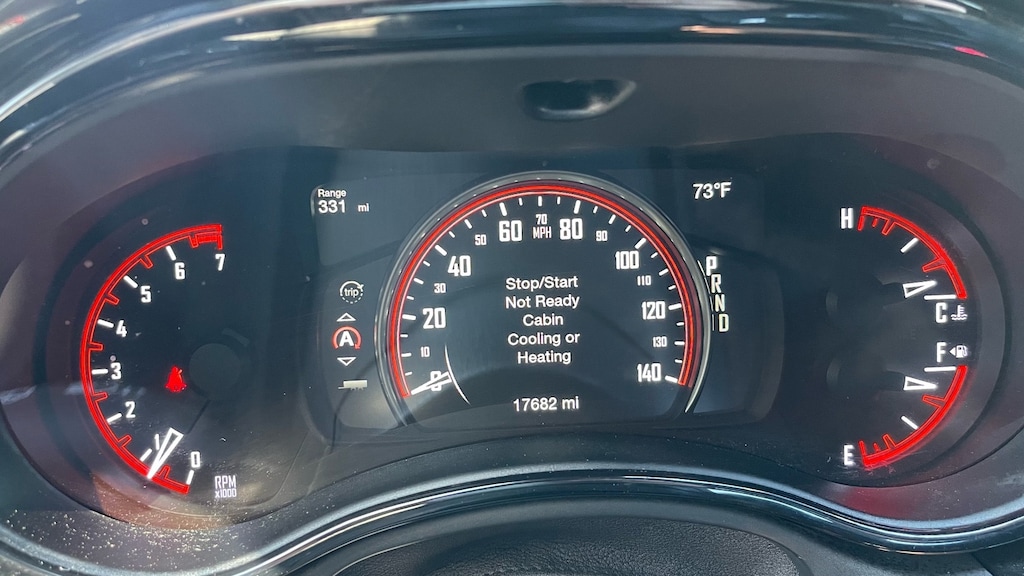 Range
331 mi
73°F
trip
A
Stop/Start
Not Ready
Cabin
Cooling or
Heating
17682 mi
0
10
20
30
40
50
60
70
MPH
80
90
100
110
120
130
140
P
R
N
D
7
6
5
4
3
2
1
0
RPM
x1000
H
C
F
E